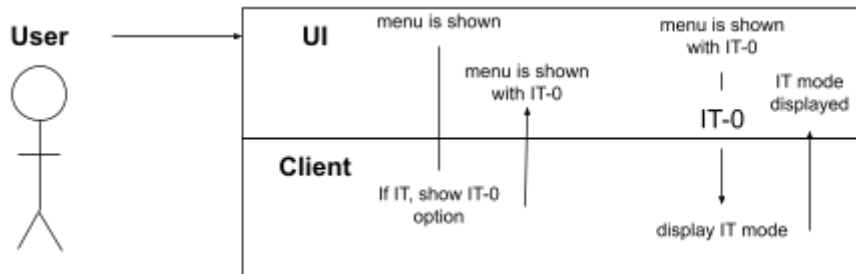 User
UI
menu is shown
menu is shown
with IT-0
menu is shown
with IT-0
IT-0
IT mode
displayed
Client
If IT, show IT-0
option
display IT mode